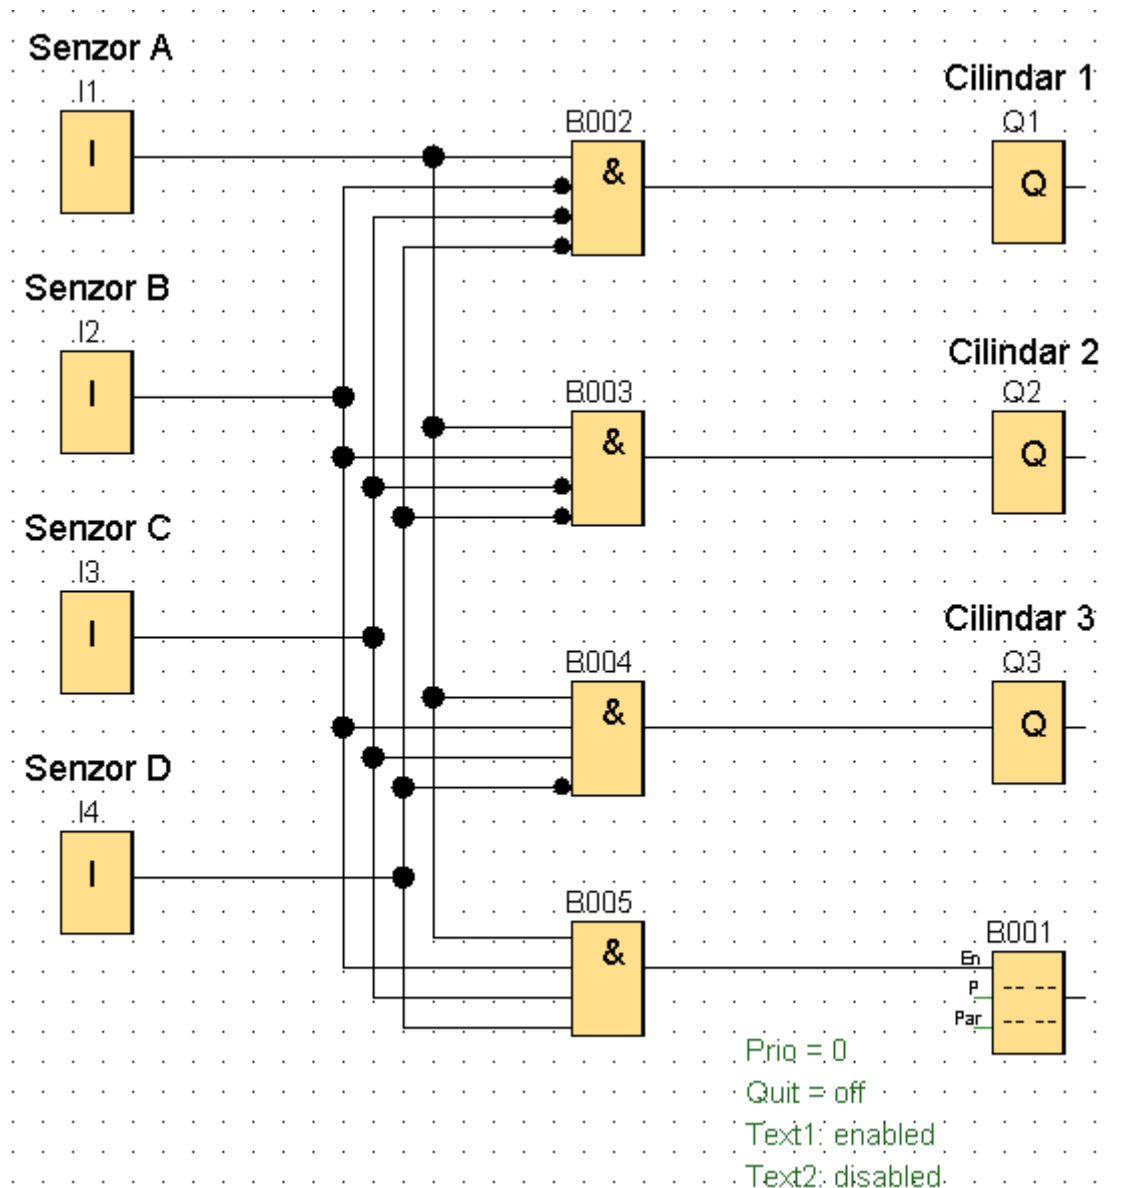 Senzor A
I1
I
Senzor B
I2
I
Senzor C
I3
I
Senzor D
I4
I
B002
&
B003
&
B004
&
B005
&
Cilindar 1
Q1
Q
Cilindar 2
Q2
Q
Cilindar 3
Q3
Q
B001
En
P
Par
Prio = 0
Quit = off
Text1: enabled
Text2: disabled